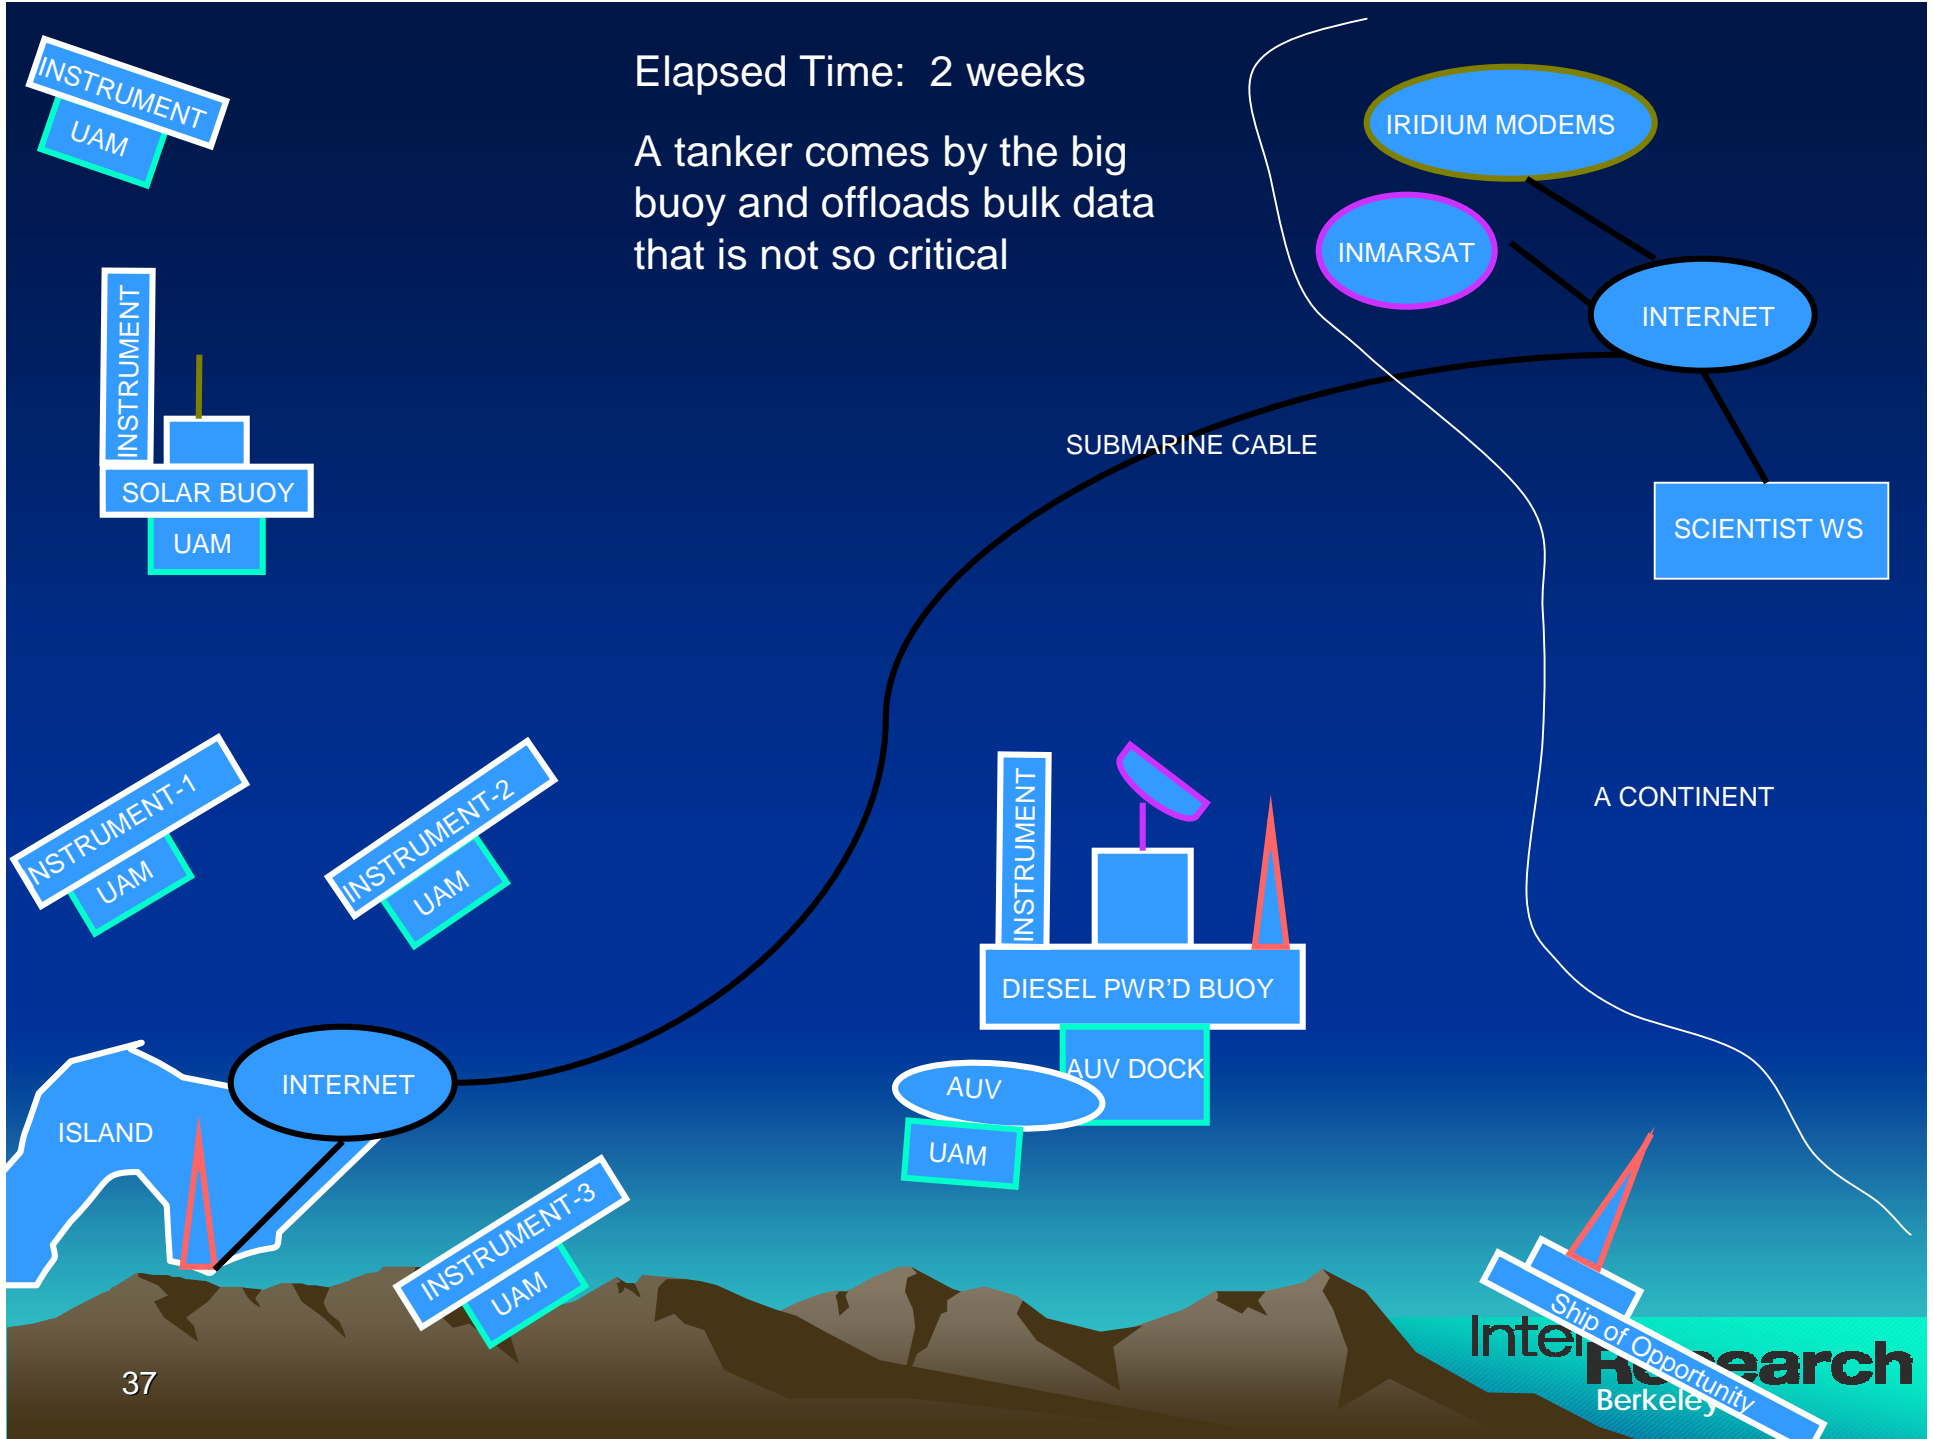 Elapsed Time:  2 weeks
A tanker comes by the big
buoy and offloads bulk data
that is not so critical
INSTRUMENT
UAM
IRIDIUM MODEMS
INMARSAT
INTERNET
INSTRUMENT
SOLAR BUOY
UAM
SUBMARINE CABLE
SCIENTIST WS
NSTRUMENT-1
UAM
INSTRUMENT-2
UAM
INSTRUMENT
A CONTINENT
DIESEL PWR’D BUOY
AUV DOCK
AUV
UAM
INTERNET
ISLAND
INSTRUMENT-3
UAM
Ship of Opportunity
Intel
Research
Berkeley
37